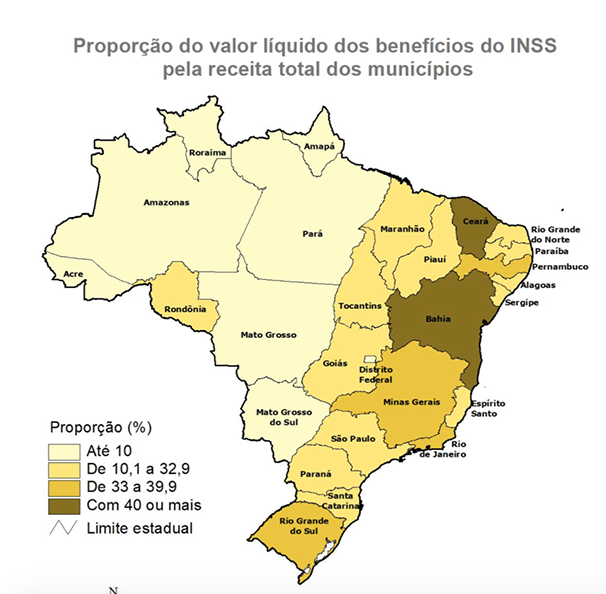 Proporção do valor líquido dos benefícios do INSS
pela receita total dos municípios
Roraima
Amapá
Amazonas
Pará
Maranhão
Ceará
Rio Grande
do Norte
Paraíba
Piauí
Pernambuco
Acre
Alagoas
Sergipe
Rondônia
Tocantins
Bahia
Mato Grosso
Goiás
Distrito
Federal
Minas Gerais
Espírito
Santo
Mato Grosso
do Sul
São Paulo
Rio
de Janeiro
Paraná
Santa
Catarina
Rio Grande
do Sul
Proporção (%)
Até 10
De 10,1 a 32,9
De 33 a 39,9
Com 40 ou mais
Limite estadual
N